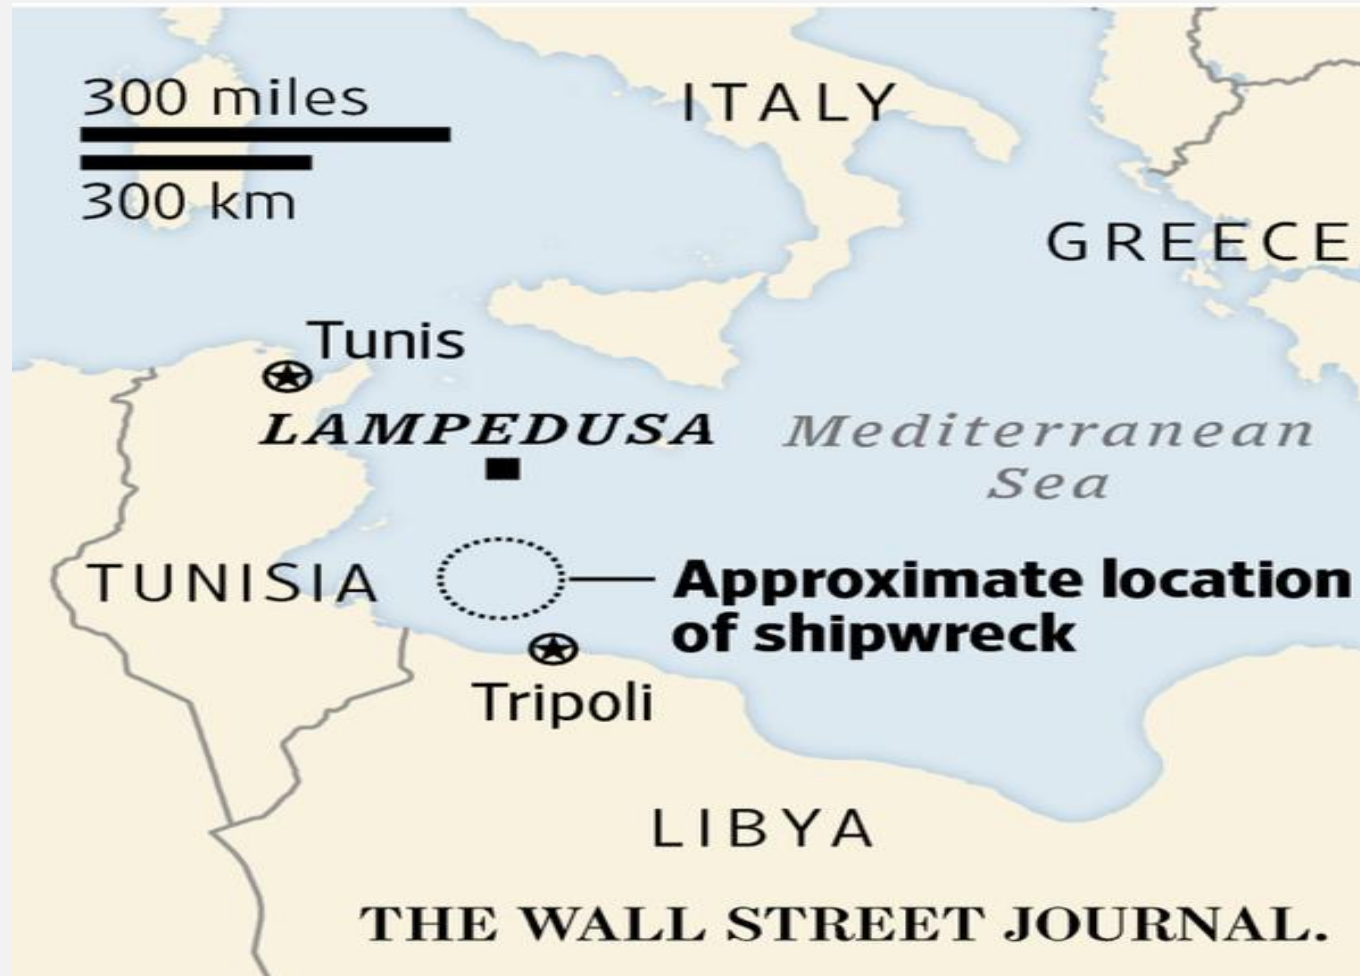 300 miles
300 km
ITALY
GREECE
Tunis
LAMPEDUSA
Mediterranean
Sea
TUNISIA
Approximate location
of shipwreck
Tripoli
LIBYA
THE WALL STREET JOURNAL.